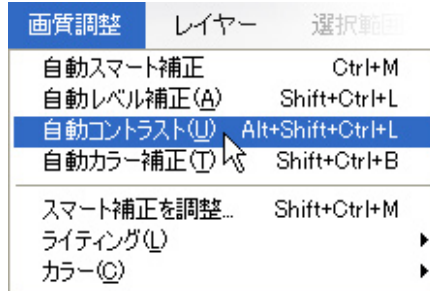 画質調整 レイヤー 選択範囲
自動スマート補正 Ctrl+M
自動レベル補正(A) Shift+Ctrl+L
自動コントラスト(U) Alt+Shift+Ctrl+L
自動カラー補正(T) Shift+Ctrl+B
スマート補正を調整... Shift+Ctrl+M
ライティング(L)
カラー(C)